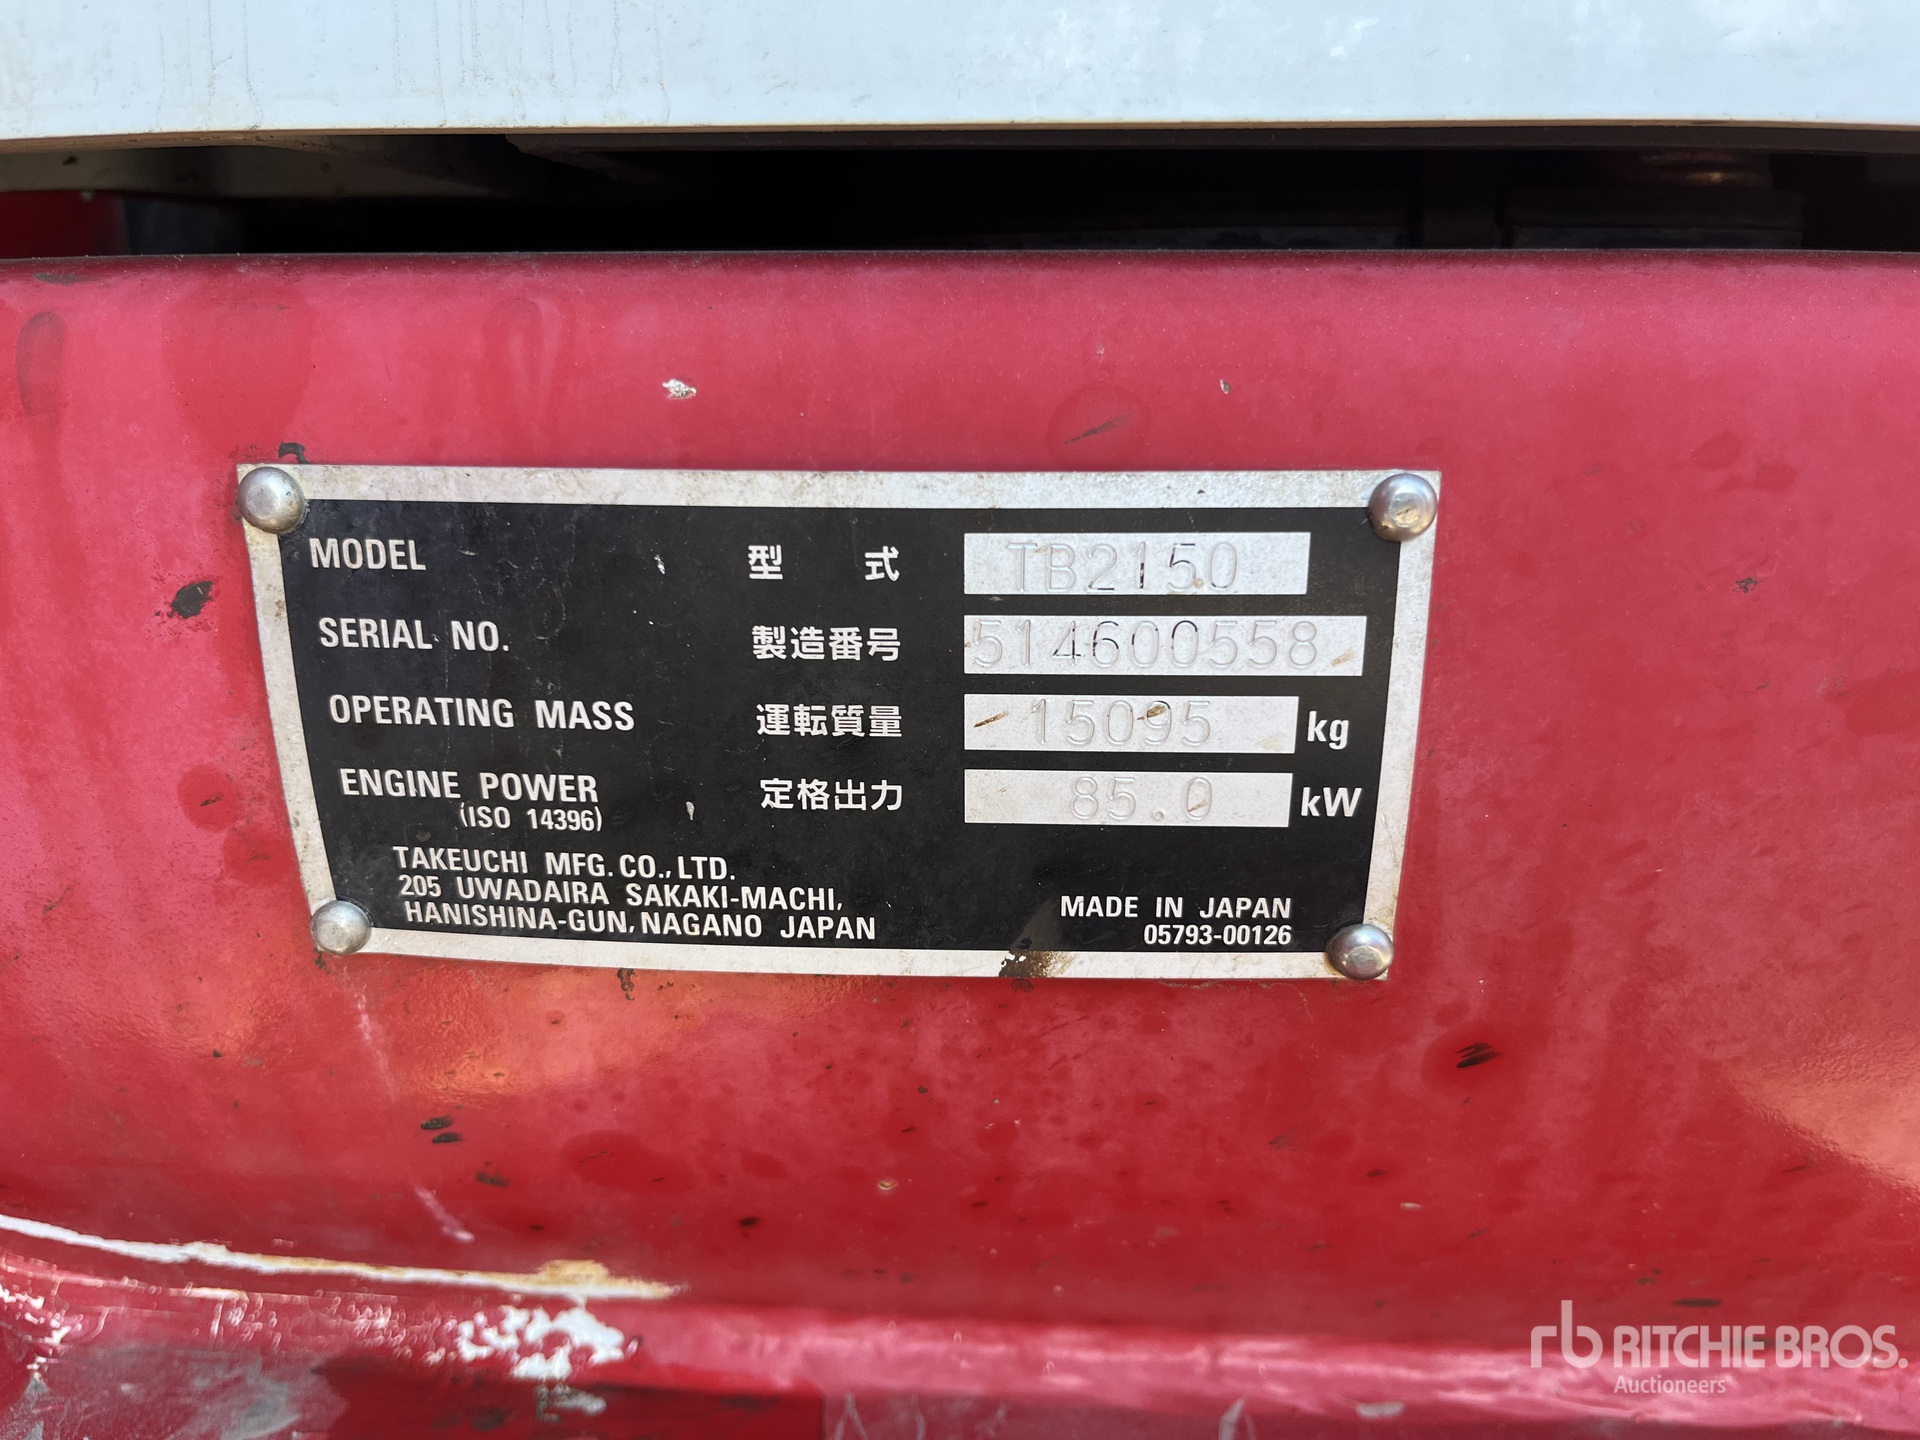 MODEL 型 式 TB2150
SERIAL NO. 製造番号 514600558
OPERATING MASS 運転質量 15095 kg
ENGINE POWER 定格出力 85.0 kW
(ISO 14396)
TAKEUCHI MFG. CO., LTD.
205 UWADAIRA SAKAKI-MACHI,
HANISHINA-GUN, NAGANO JAPAN
MADE IN JAPAN
05793-00126
rb RITCHIE BROS.
Auctioneers